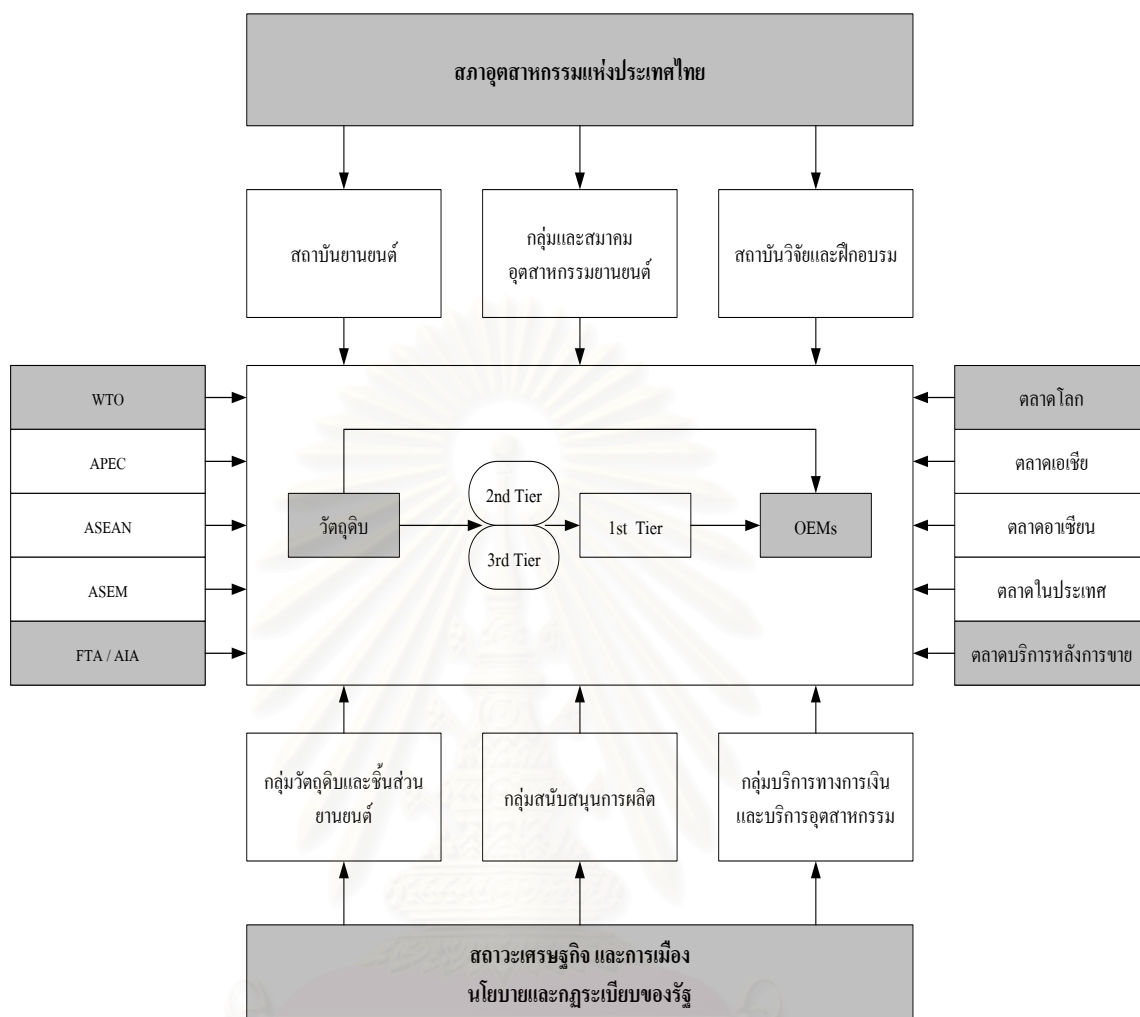 สภาอุตสาหกรรมแห่งประเทศไทย
สถาบันยานยนต์
กลุ่มและสมาคม
อุตสาหกรรมยานยนต์
สถาบันวิจัยและฝึกอบรม
WTO
APEC
ASEAN
ASEM
FTA / AIA
วัตถุดิบ
2nd Tier
3rd Tier
1st Tier
OEMs
ตลาดโลก
ตลาดเอเชีย
ตลาดอาเซียน
ตลาดในประเทศ
ตลาดบริการหลังการขาย
กลุ่มวัตถุดิบและชิ้นส่วน
ยานยนต์
กลุ่มสนับสนุนการผลิต
กลุ่มบริการทางการเงิน
และบริการอุตสาหกรรม
สถาวะเศรษฐกิจ และการเมือง
นโยบายและกฎระเบียบของรัฐ